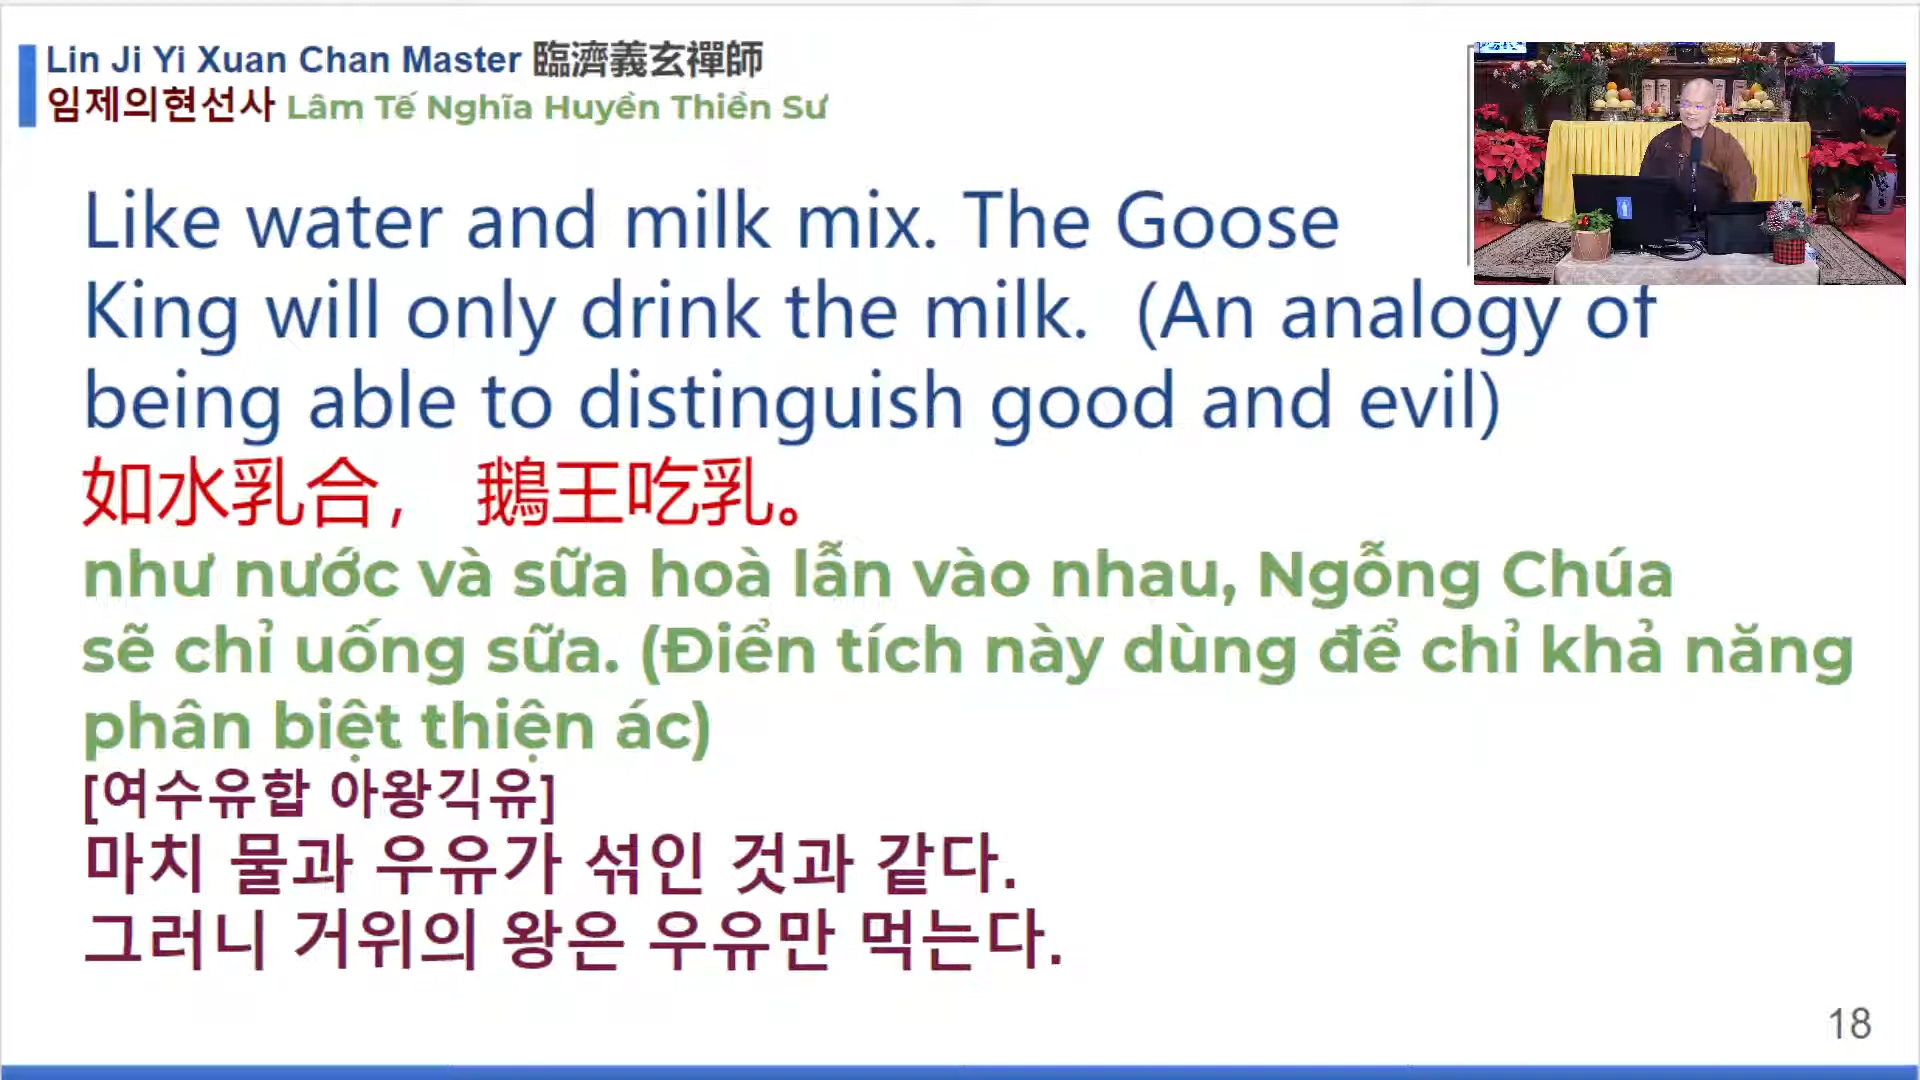 Lin Ji Yi Xuan Chan Master 臨濟義玄禪師
임제의현선사 Lâm Tế Nghĩa Huyền Thiền Sư
Like water and milk mix. The Goose
King will only drink the milk. (An analogy of
being able to distinguish good and evil)
如水乳合， 鵝王吃乳。
như nước và sữa hoà lẫn vào nhau, Ngỗng Chúa
sẽ chỉ uống sữa. (Điển tích này dùng để chỉ khả năng
phân biệt thiện ác)
[여수유합 아왕긱유]
마치 물과 우유가 섞인 것과 같다.
그러니 거위의 왕은 우유만 먹는다.
18